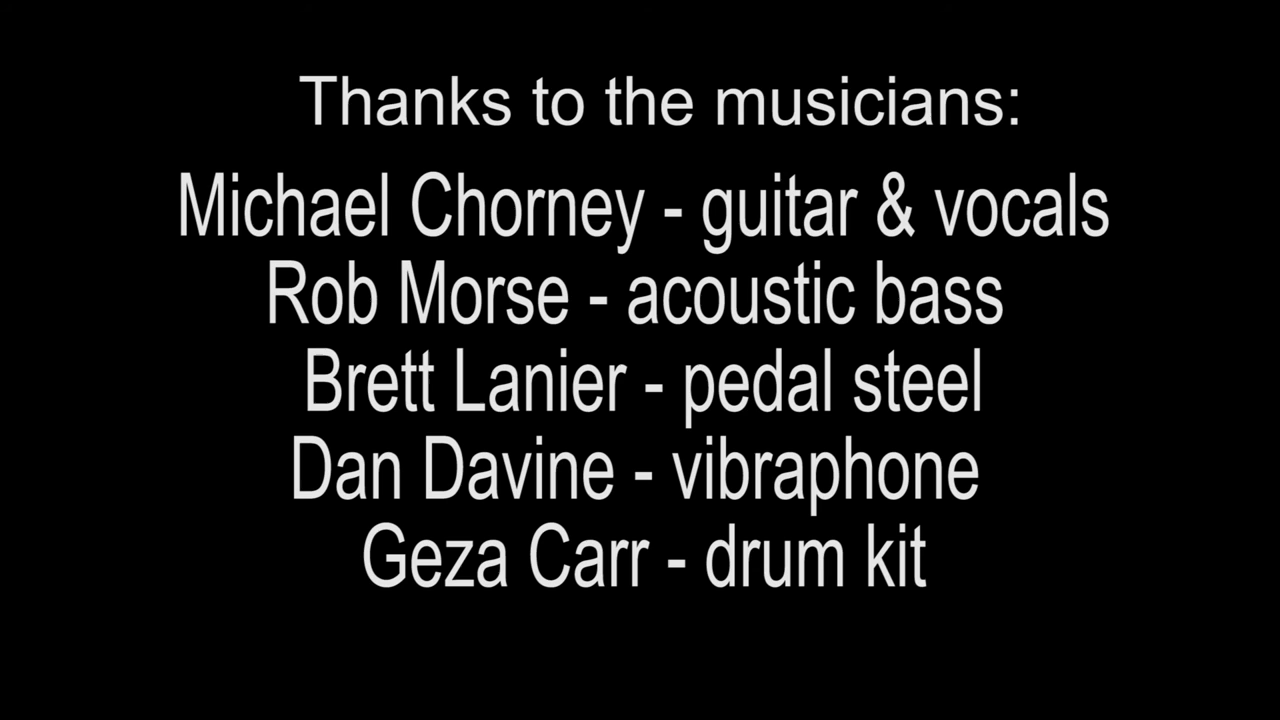 Thanks to the musicians:
Michael Chorney - guitar & vocals
Rob Morse - acoustic bass
Brett Lanier - pedal steel
Dan Davine - vibraphone
Geza Carr - drum kit